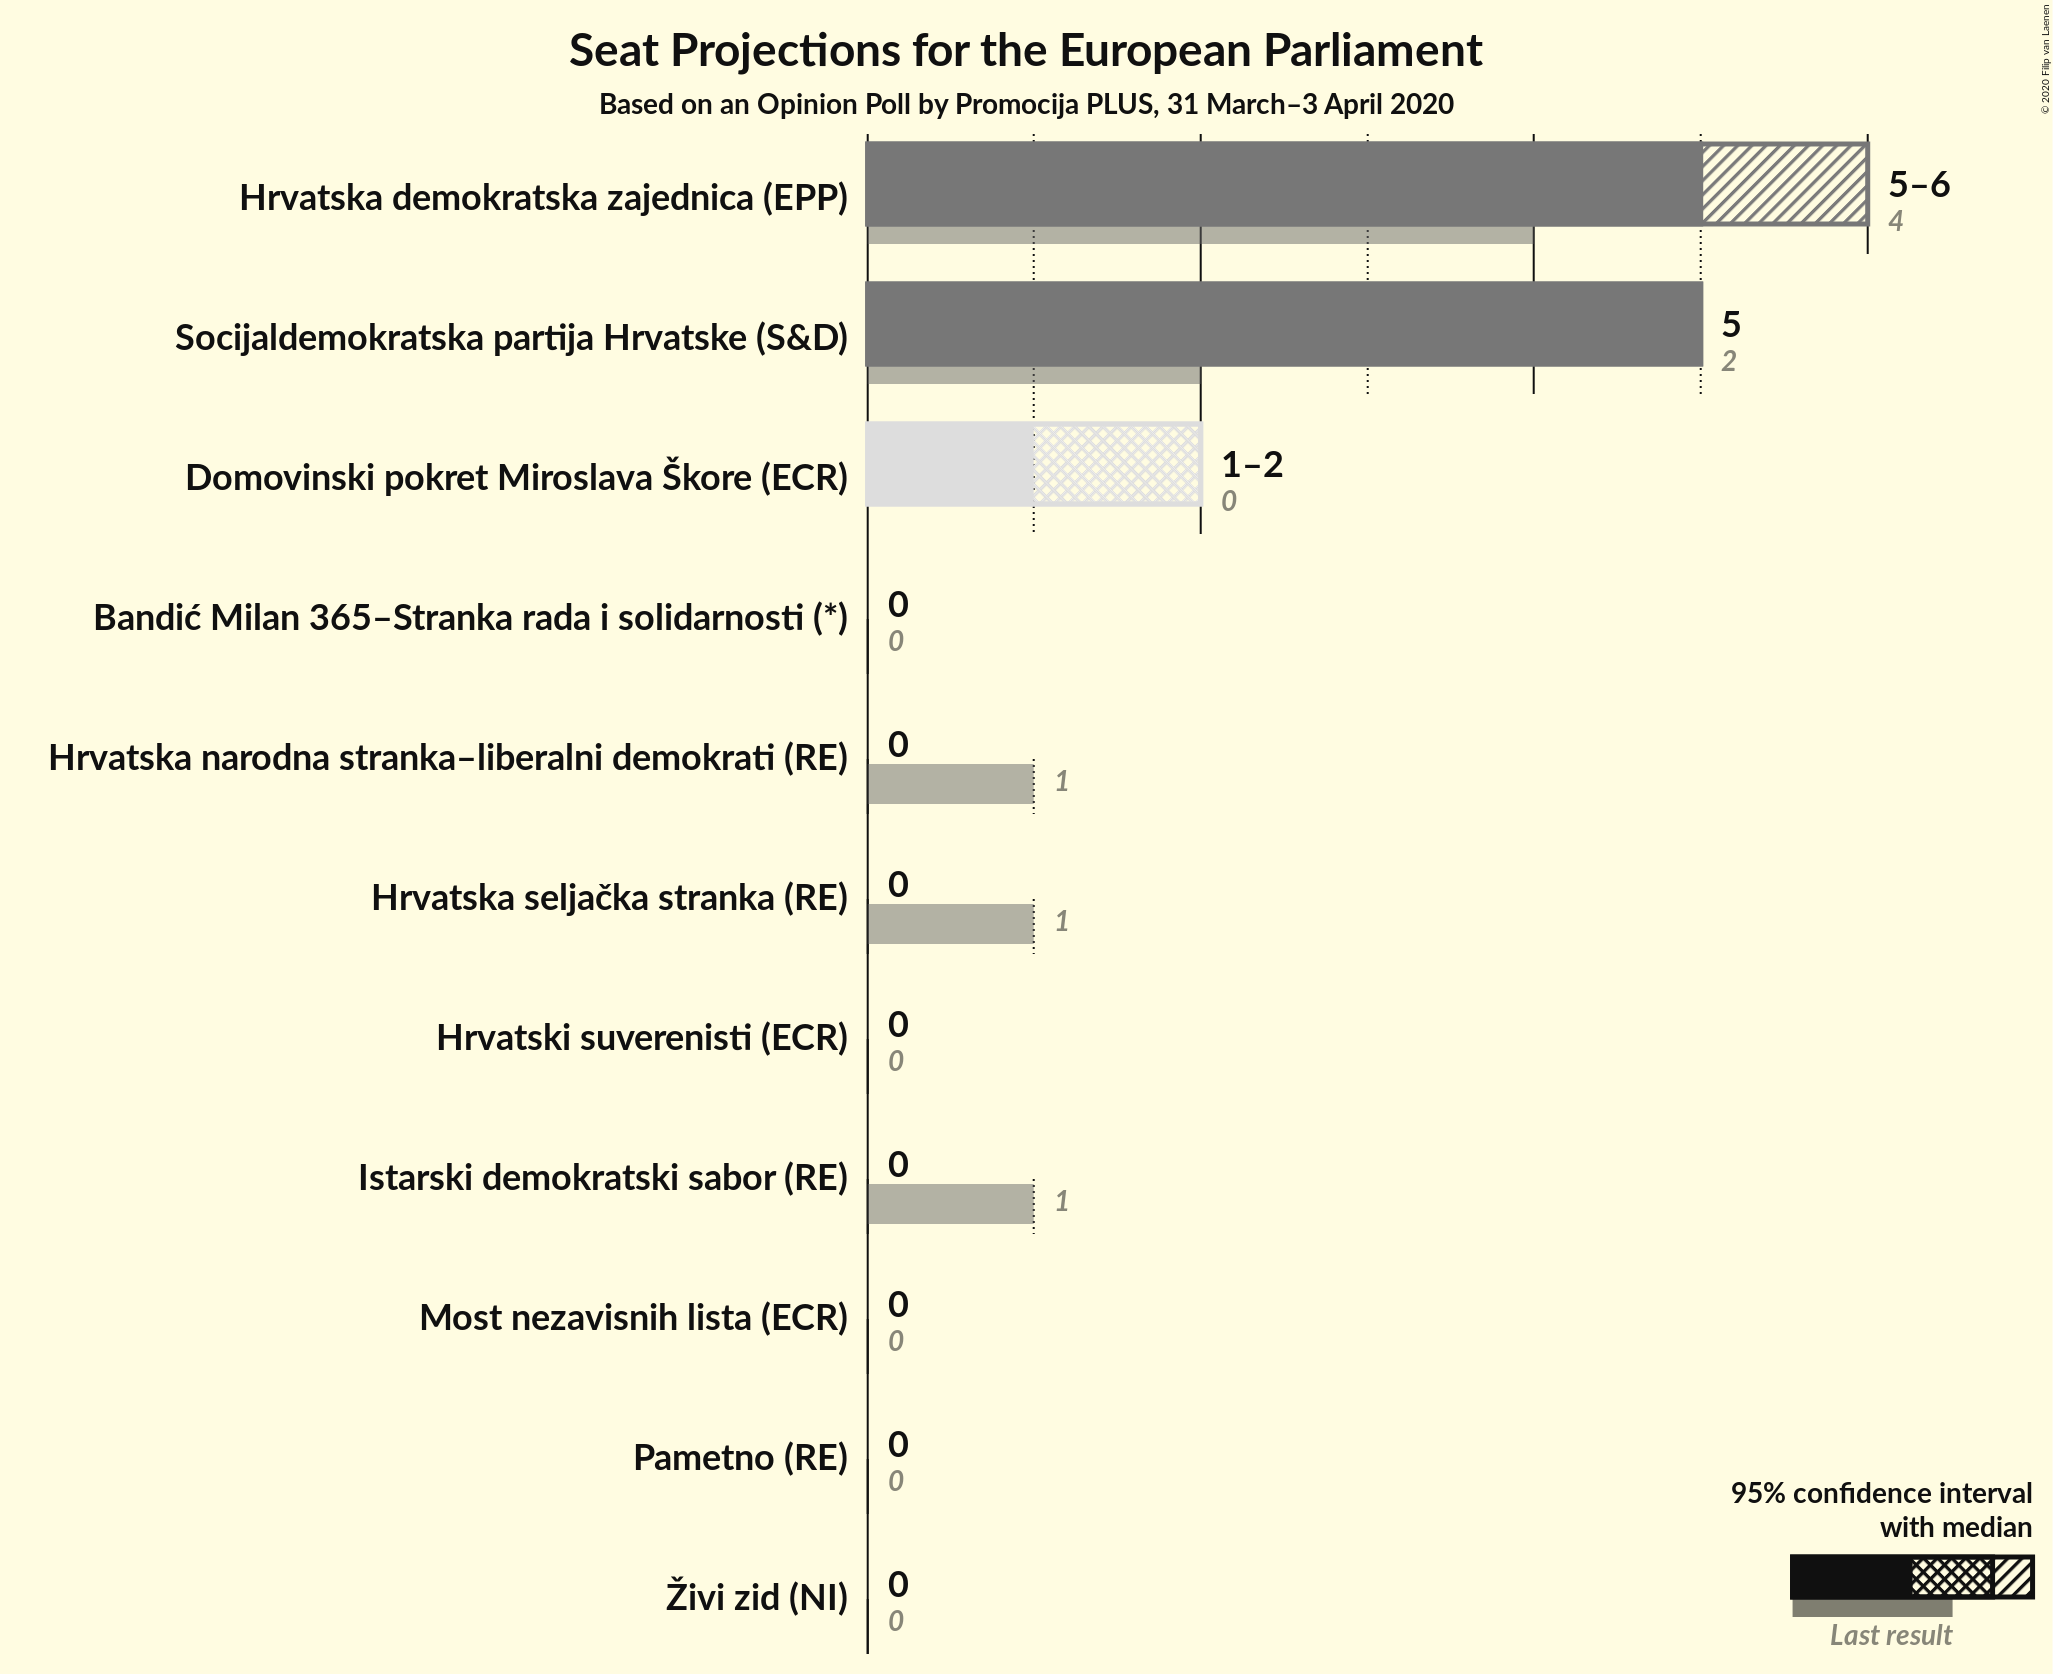 Seat Projections for the European Parliament
Based on an Opinion Poll by Promocija PLUS, 31 March–3 April 2020
© 2020 Filip van Laenen
Hrvatska demokratska zajednica (EPP)
5–6
4
Socijaldemokratska partija Hrvatske (S&D)
5
2
Domovinski pokret Miroslava Škore (ECR)
1–2
0
Bandić Milan 365–Stranka rada i solidarnosti (*)
0
0
Hrvatska narodna stranka–liberalni demokrati (RE)
0
1
Hrvatska seljačka stranka (RE)
0
1
Hrvatski suverenisti (ECR)
0
0
Istarski demokratski sabor (RE)
0
1
Most nezavisnih lista (ECR)
0
0
Pametno (RE)
0
0
Živi zid (NI)
0
0
95% confidence interval
with median
Last result